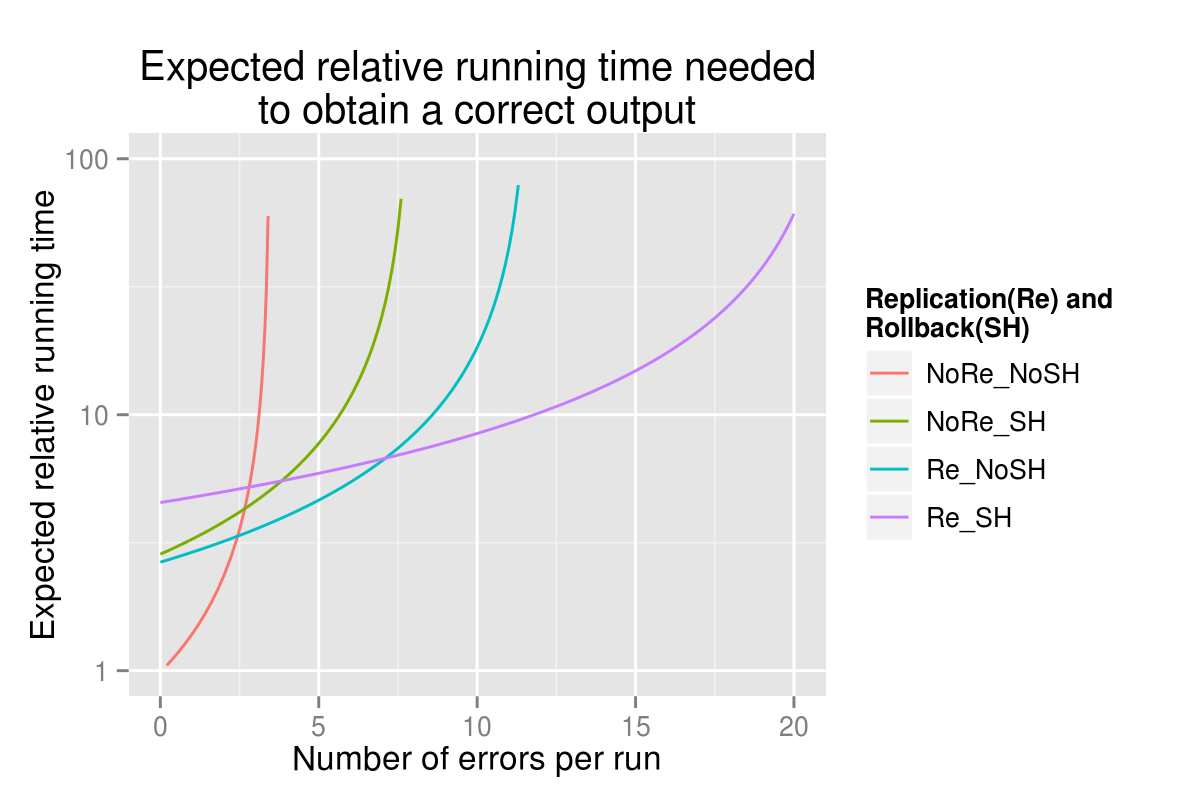 Expected relative running time needed
to obtain a correct output
Expected relative running time
100
10
1
0 5 10 15 20
Number of errors per run
Replication(Re) and
Rollback(SH)
NoRe_NoSH
NoRe_SH
Re_NoSH
Re_SH